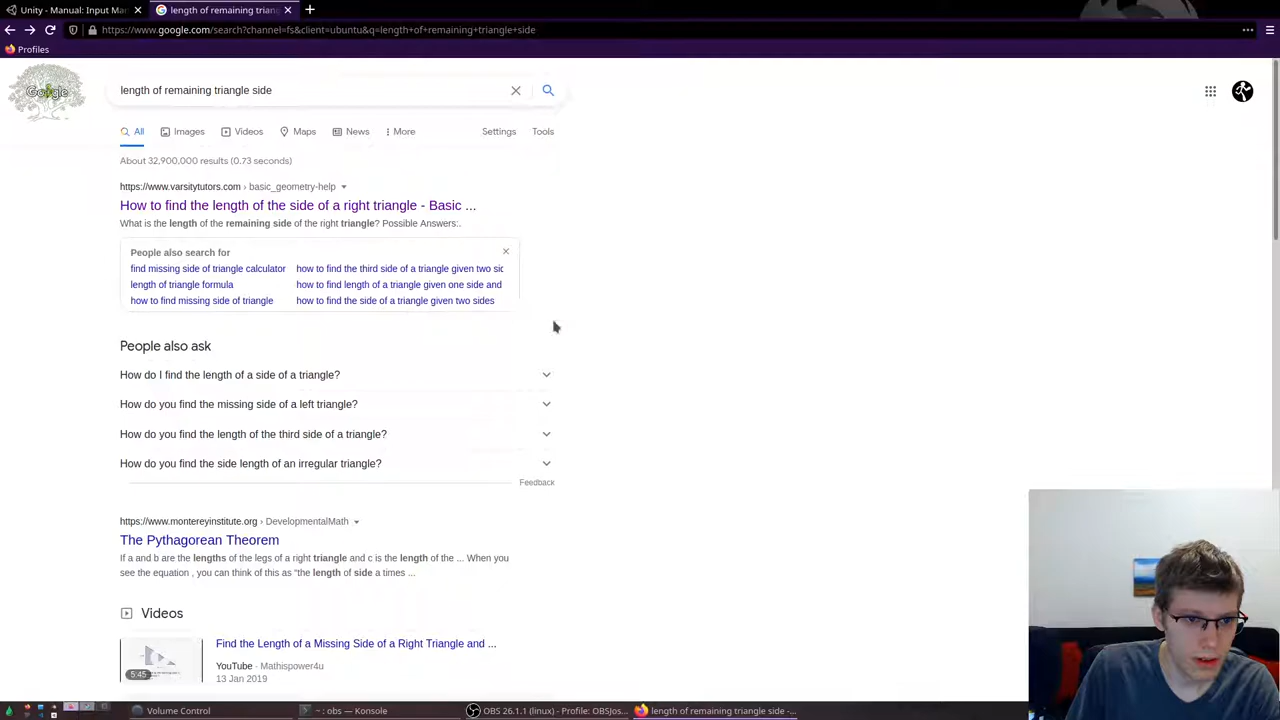 Unity - Manual: Input Man
length of remaining triang
https://www.google.com/search?channel=fs&client=ubuntu&q=length+of+remaining+triangle+side
Profiles
Google
length of remaining triangle side
All
Images
Videos
Maps
News
More
Settings
Tools
About 32,900,000 results (0.73 seconds)
https://www.varsitytutors.com › basic_geometry-help
How to find the length of the side of a right triangle - Basic ...
What is the length of the remaining side of the right triangle? Possible Answers:.
People also search for
find missing side of triangle calculator
how to find the third side of a triangle given two sid
length of triangle formula
how to find length of a triangle given one side and
how to find missing side of triangle
how to find the side of a triangle given two sides
People also ask
How do I find the length of a side of a triangle?
How do you find the missing side of a left triangle?
How do you find the length of the third side of a triangle?
How do you find the side length of an irregular triangle?
Feedback
https://www.montereyinstitute.org › DevelopmentalMath
The Pythagorean Theorem
If a and b are the lengths of the legs of a right triangle and c is the length of the ... When you
see the equation , you can think of this as “the length of side a times ...
Videos
5:45
Find the Length of a Missing Side of a Right Triangle and ...
YouTube · Mathispower4u
13 Jan 2019
Volume Control
~ : obs — Konsole
OBS 26.1.1 (linux) - Profile: OBSJos...
length of remaining triangle side -...